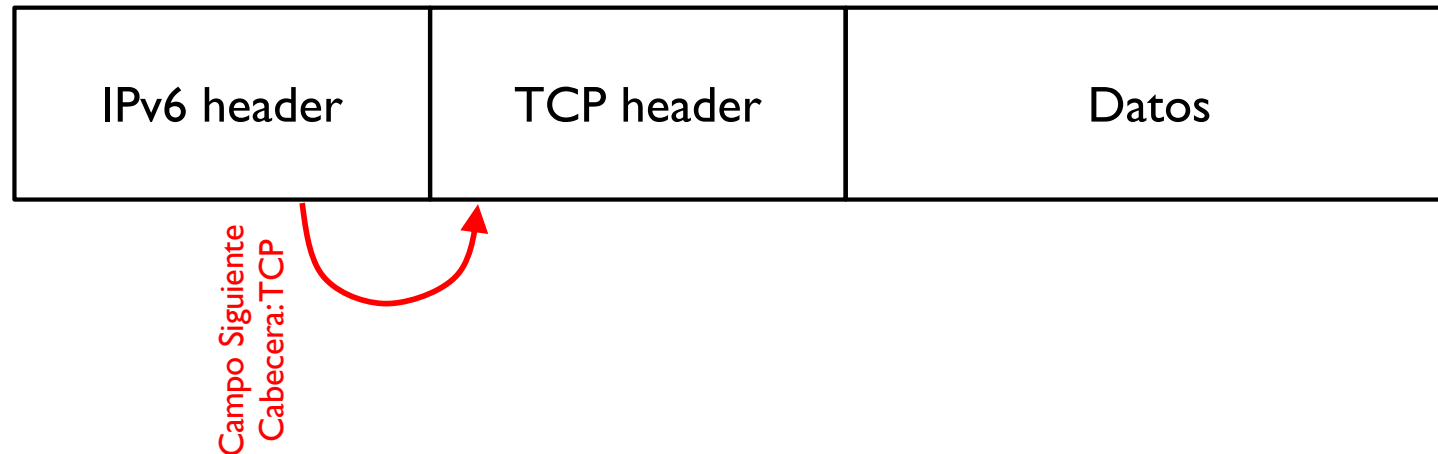 IPv6 header
TCP header
Datos
Campo Siguiente
Cabecera: TCP